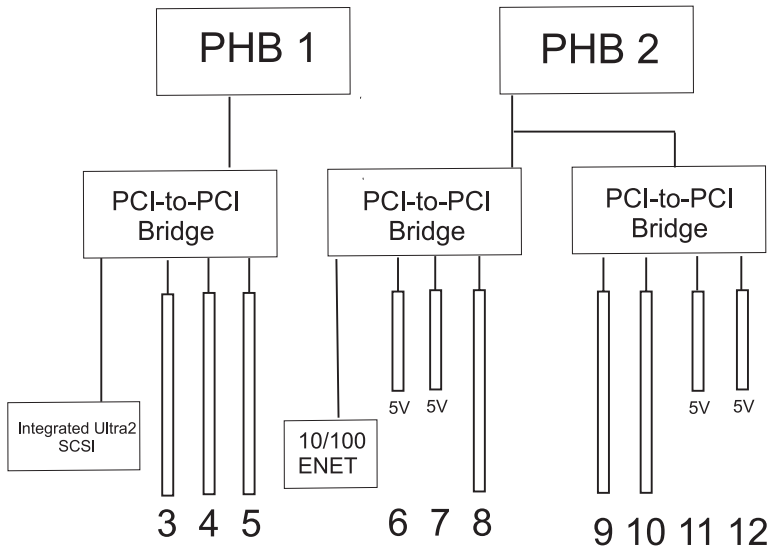 PHB 1
PHB 2
PCI-to-PCI
Bridge
PCI-to-PCI
Bridge
PCI-to-PCI
Bridge
5V
5V
5V
5V
Integrated Ultra2
SCSI
10/100
ENET
3 4 5
6 7 8
9 10 11 12